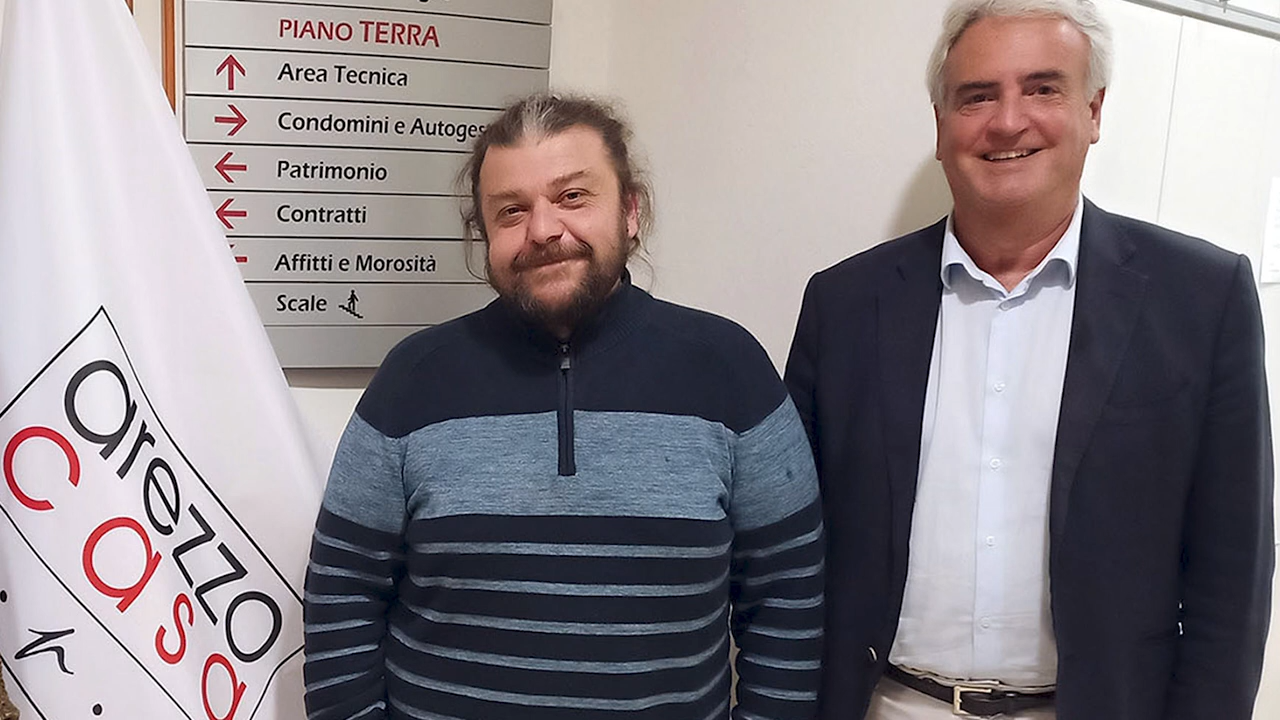 PIANO TERRA
Area Tecnica
Condomini e Autoges
Patrimonio
Contratti
Affitti e Morosità
Scale
arezzo
casa